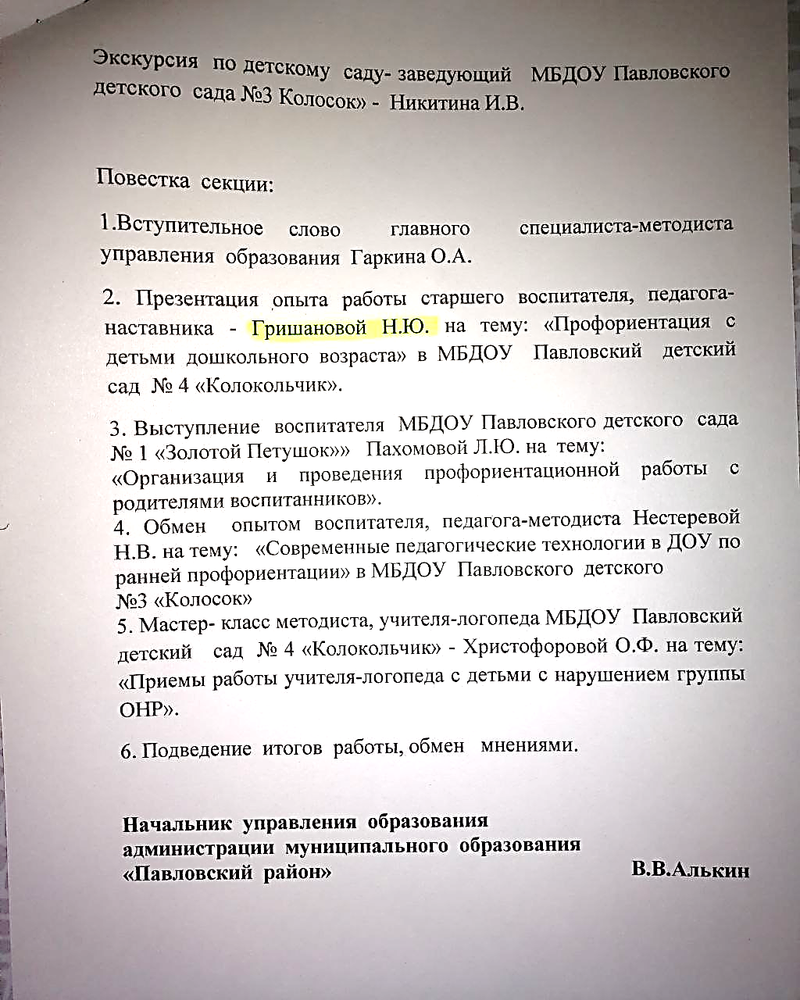 Экскурсия по детскому саду- заведующий МБДОУ Павловского
детского сада №3 Колосок» - Никитина И.В.
Повестка секции:
1.Вступительное слово главного специалиста-методиста
управления образования Гаркина О.А.
2. Презентация опыта работы старшего воспитателя, педагога-
наставника - Гришановой Н.Ю. на тему: «Профориентация с
детьми дошкольного возраста» в МБДОУ Павловский детский
сад № 4 «Колокольчик».
3. Выступление воспитателя МБДОУ Павловского детского сада
№ 1 «Золотой Петушок»» Пахомовой Л.Ю. на тему:
«Организация и проведения профориентационной работы с
родителями воспитанников».
4. Обмен опытом воспитателя, педагога-методиста Нестеревой
Н.В. на тему: «Современные педагогические технологии в ДОУ по
ранней профориентации» в МБДОУ Павловского детского
№3 «Колосок»
5. Мастер- класс методиста, учителя-логопеда МБДОУ Павловский
детский сад № 4 «Колокольчик» - Христофоровой О.Ф. на тему:
«Приемы работы учителя-логопеда с детьми с нарушением группы
ОНР».
6. Подведение итогов работы, обмен мнениями.
Начальник управления образования
администрации муниципального образования
«Павловский район» В.В.Алькин